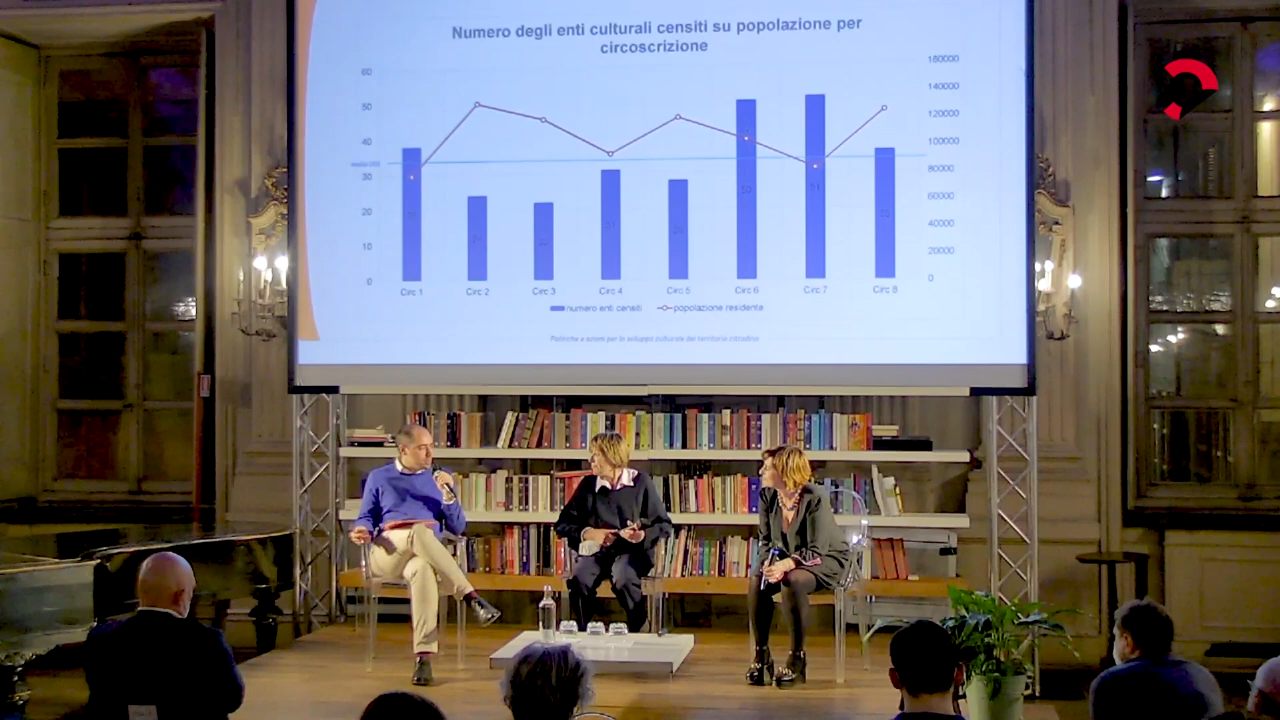 Numero degli enti culturali censiti su popolazione per
circoscrizione
60
50
40
30
20
10
0
160000
140000
120000
100000
80000
60000
40000
20000
0
Circ 1
Circ 2
Circ 3
Circ 4
Circ 5
Circ 6
Circ 7
Circ 8
numero enti censiti
popolazione residente
Politiche e azioni per lo sviluppo culturale del territorio cittadino